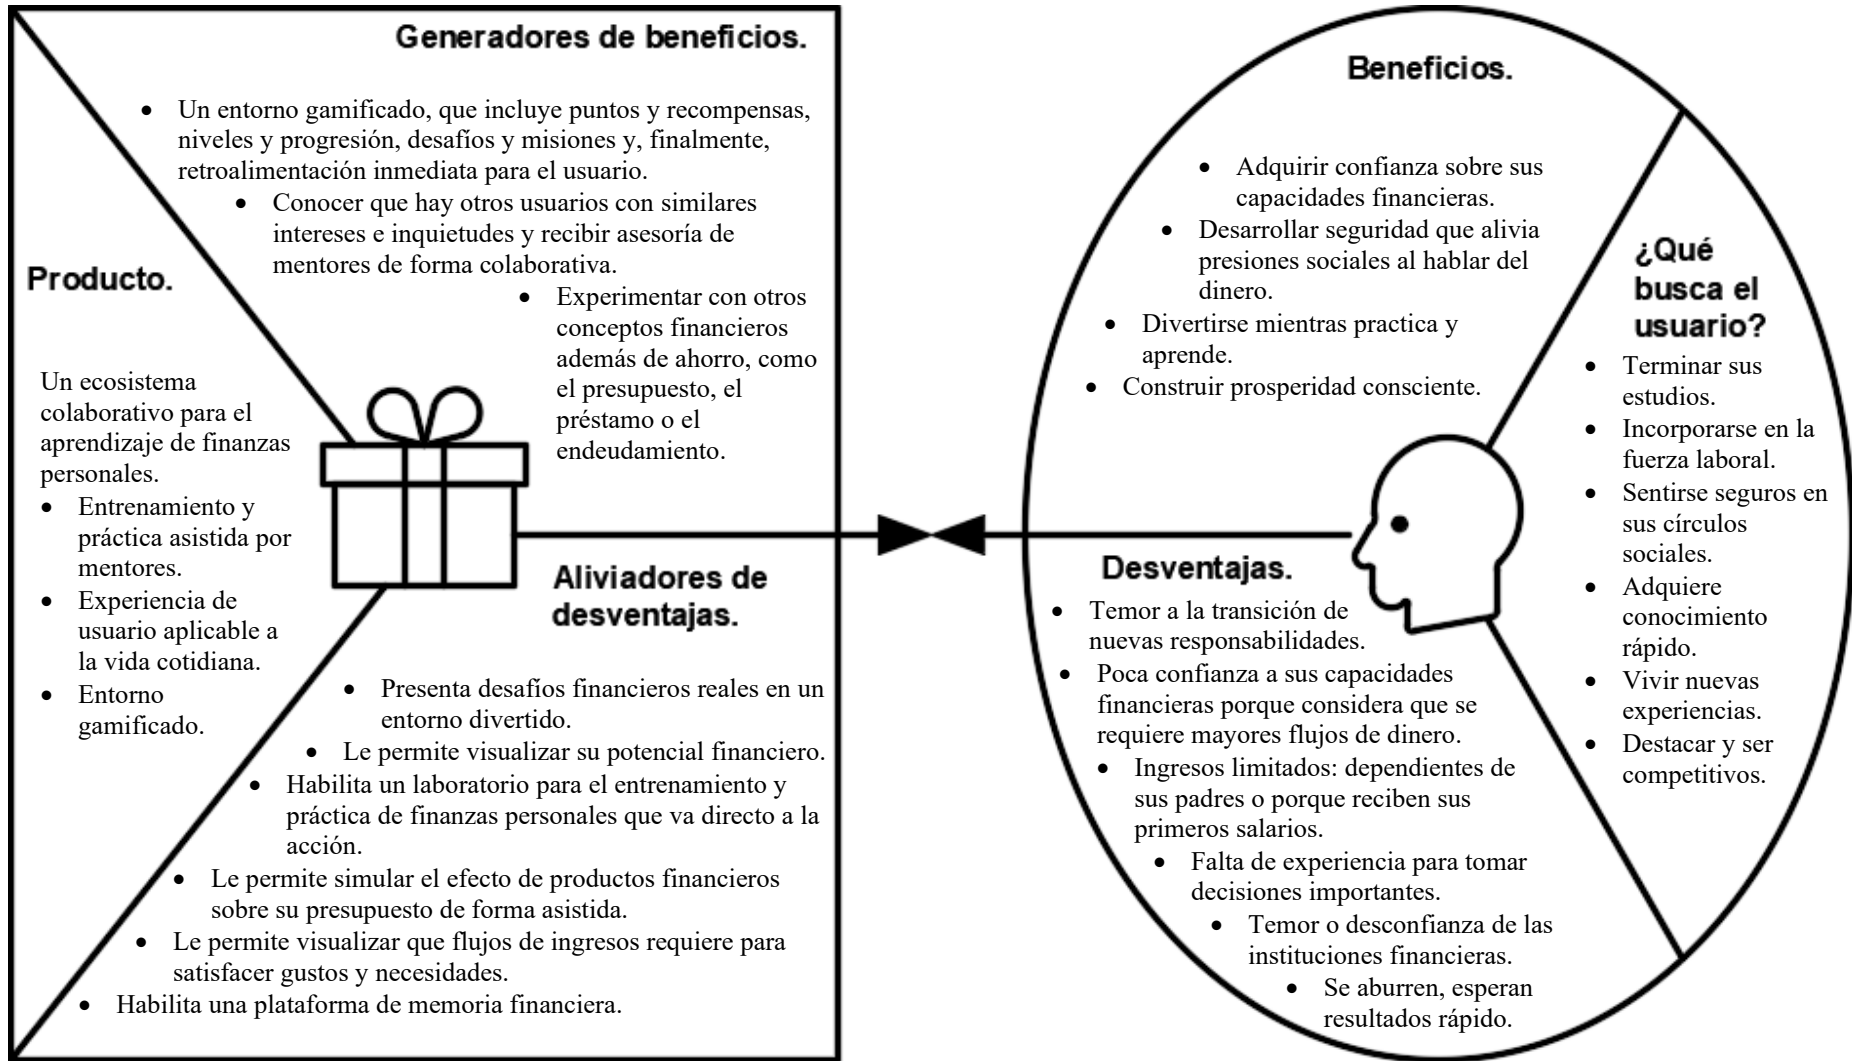 Generadores de beneficios.
• Un entorno gamificado, que incluye puntos y recompensas,
niveles y progresión, desafíos y misiones y, finalmente,
retroalimentación inmediata para el usuario.
• Conocer que hay otros usuarios con similares
intereses e inquietudes y recibir asesoría de
mentores de forma colaborativa.
• Experimentar con otros
conceptos financieros
además de ahorro, como
el presupuesto, el
préstamo o el
endeudamiento.
Producto.
Un ecosistema
colaborativo para el
aprendizaje de finanzas
personales.
• Entrenamiento y
práctica asistida por
mentores.
• Experiencia de
usuario aplicable a
la vida cotidiana.
• Entorno
gamificado.
Aliviadores de
desventajas.
• Presenta desafíos financieros reales en un
entorno divertido.
• Le permite visualizar su potencial financiero.
• Habilita un laboratorio para el entrenamiento y
práctica de finanzas personales que va directo a la
acción.
• Le permite simular el efecto de productos financieros
sobre su presupuesto de forma asistida.
• Le permite visualizar que flujos de ingresos requiere para
satisfacer gustos y necesidades.
• Habilita una plataforma de memoria financiera.
Beneficios.
• Adquirir confianza sobre sus
capacidades financieras.
• Desarrollar seguridad que alivia
presiones sociales al hablar del
dinero.
• Divertirse mientras practica y
aprende.
• Construir prosperidad consciente.
¿Qué
busca el
usuario?
• Terminar sus
estudios.
• Incorporarse en la
fuerza laboral.
• Sentirse seguros en
sus círculos
sociales.
• Adquiere
conocimiento
rápido.
• Vivir nuevas
experiencias.
• Destacar y ser
competitivos.
Desventajas.
• Temor a la transición de
nuevas responsabilidades.
• Poca confianza a sus capacidades
financieras porque considera que se
requiere mayores flujos de dinero.
• Ingresos limitados: dependientes de
sus padres o porque reciben sus
primeros salarios.
• Falta de experiencia para tomar
decisiones importantes.
• Temor o desconfianza de las
instituciones financieras.
• Se aburren, esperan
resultados rápido.